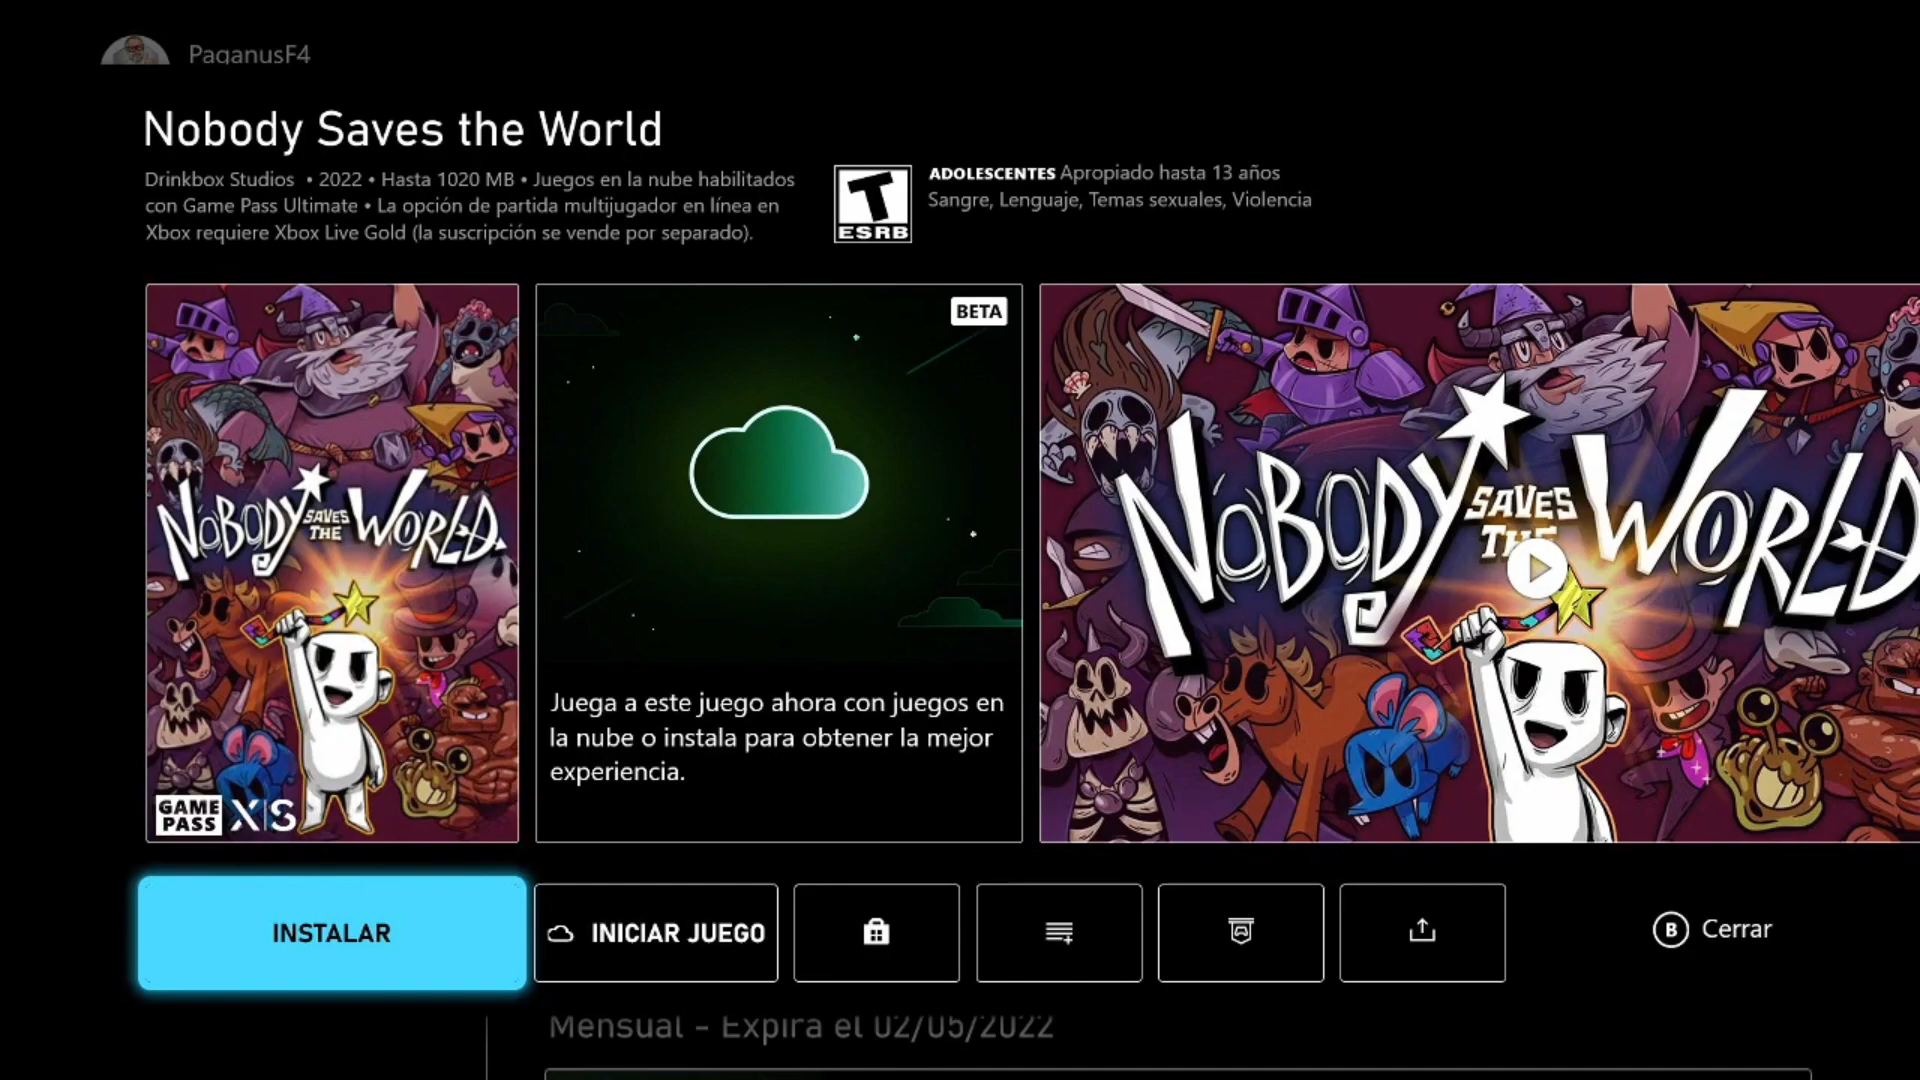 PaganusF4
Nobody Saves the World
Drinkbox Studios • 2022 • Hasta 1020 MB • Juegos en la nube habilitados
con Game Pass Ultimate • La opción de partida multijugador en línea en
Xbox requiere Xbox Live Gold (la suscripción se vende por separado).
T
ESRB
ADOLESCENTES Apropiado hasta 13 años
Sangre, Lenguaje, Temas sexuales, Violencia
NOBODY SAVES THE WORLD
N
GAME
PASS
X|S
BETA
Juega a este juego ahora con juegos en
la nube o instala para obtener la mejor
experiencia.
NOBODY SAVES THE WORLD
INSTALAR
INICIAR JUEGO
B Cerrar
Mensual - Expira el 02/05/2022